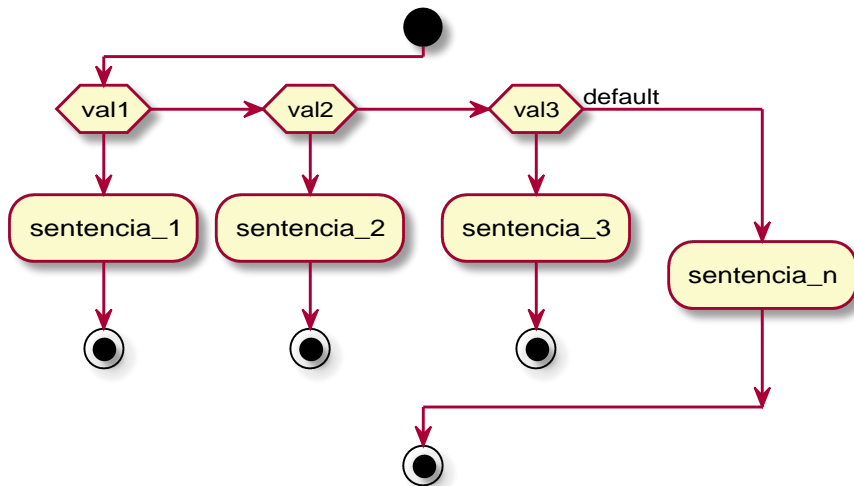 val1
val2
val3
default
sentencia_1
sentencia_2
sentencia_3
sentencia_n